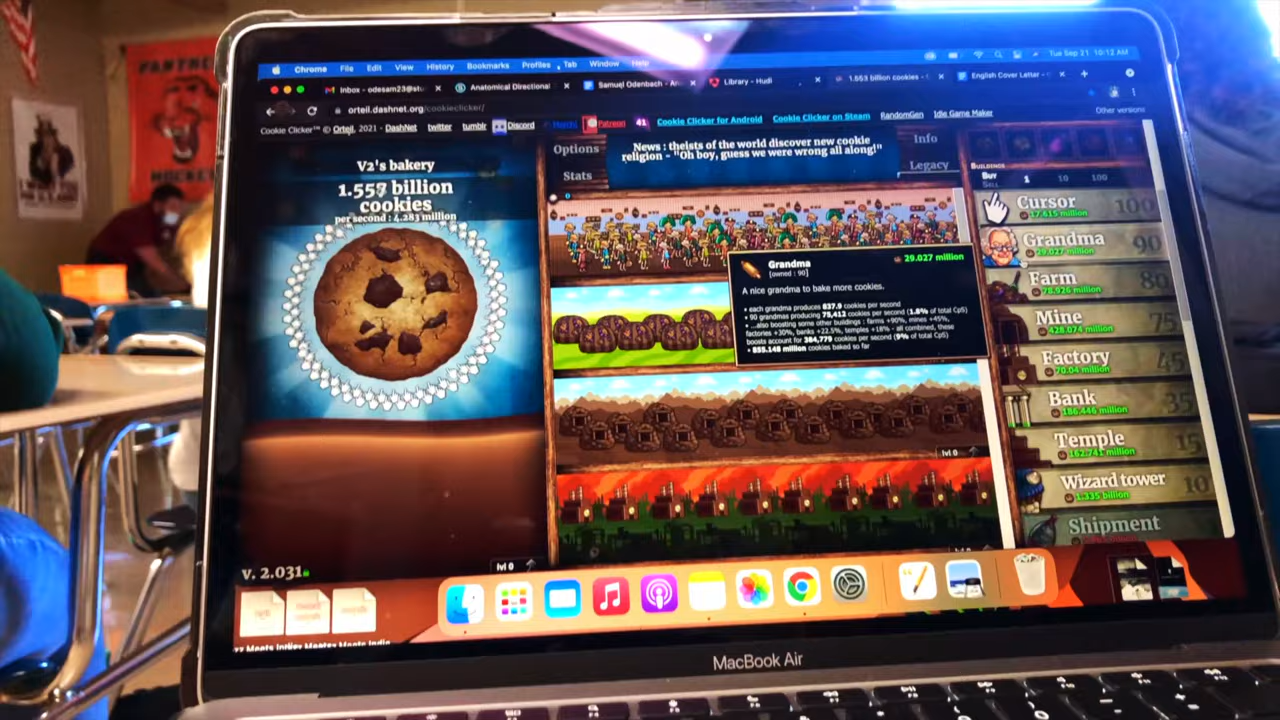 PANTHER
HOCKEY
I WANT YOU
Chrome File Edit View History Bookmarks Profiles Tab Window Help
Tue Sep 21 10:12 AM
Inbox - odesam23@stu
Anatomical Directional
Samuel Odenbach - An
Library - Hudl
1.553 billion cookies -
English Cover Letter -
orteil.dashnet.org/cookieclicker/
Cookie Clicker™ © Orteil, 2021 - DashNet
twitter
tumblr
Discord
Merch!
Patreon
Cookie Clicker for Android
Cookie Clicker on Steam
RandomGen
Idle Game Maker
Other versions
V2's bakery
1.553 billion
cookies
per second : 4.283 million
v. 2.031
Options
Stats
News : theists of the world discover new cookie
religion - "Oh boy, guess we were wrong all along!"
Info
Legacy
Grandma
29.027 million
[owned : 90]
A nice grandma to bake more cookies.
• each grandma produces 837.9 cookies per second
• 90 grandmas producing 75,412 cookies per second (1.8% of total CpS)
• ...also boosting some other buildings : farms +90%, mines +45%,
factories +30%, banks +22.5%, temples +18% - all combined, these
boosts account for 384,779 cookies per second (9% of total CpS)
• 855.148 million cookies baked so far
lvl 0
lvl 0
lvl 0
Buildings
Buy
Sell
1 10 100
Cursor
17.615 million
100
Grandma
29.027 million
90
Farm
78.926 million
80
Mine
428.074 million
75
Factory
70.04 million
45
Bank
186.446 million
35
Temple
162.741 million
15
Wizard tower
1.335 billion
10
Shipment
MacBook Air